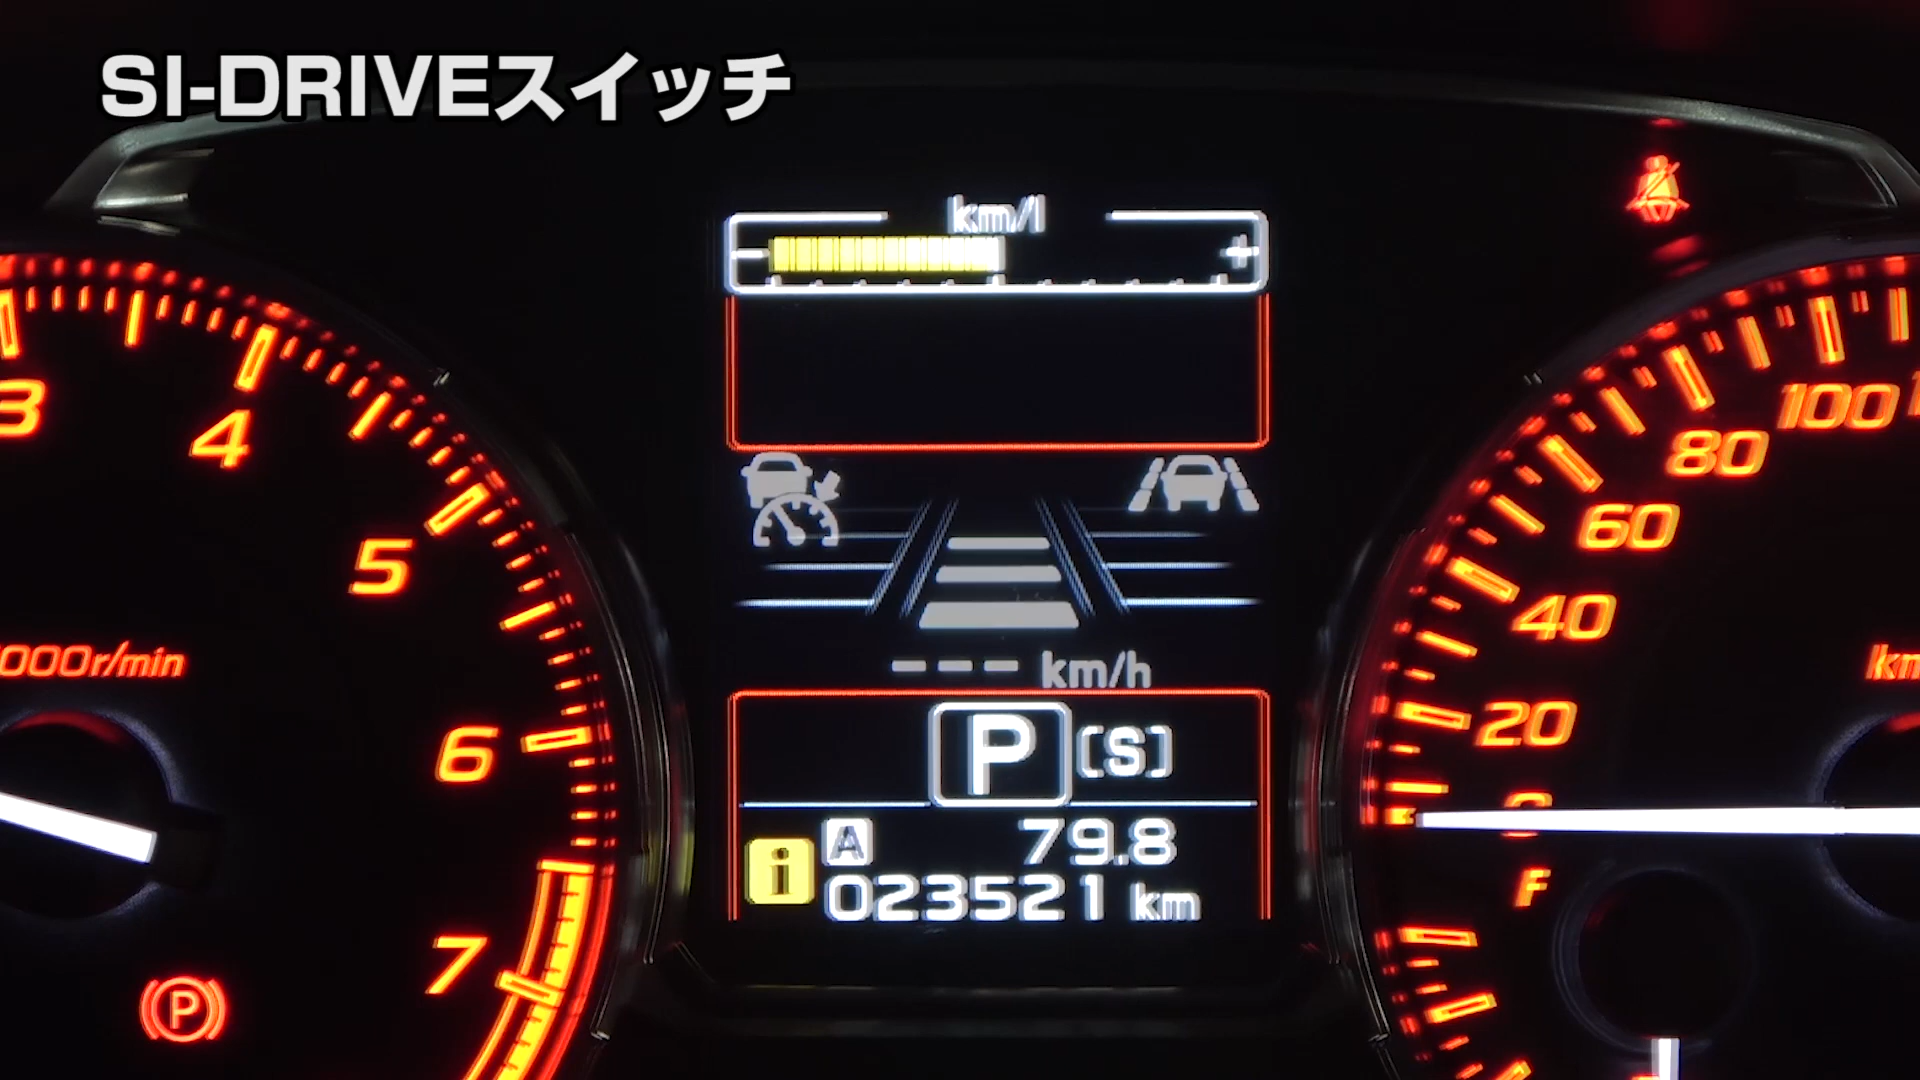 SI-DRIVEスイッチ
km/l
- +
3
4
5
6
7
000r/min
km/h
P [S]
A 79.8
i 023521 km
P
100
80
60
40
20
0
F